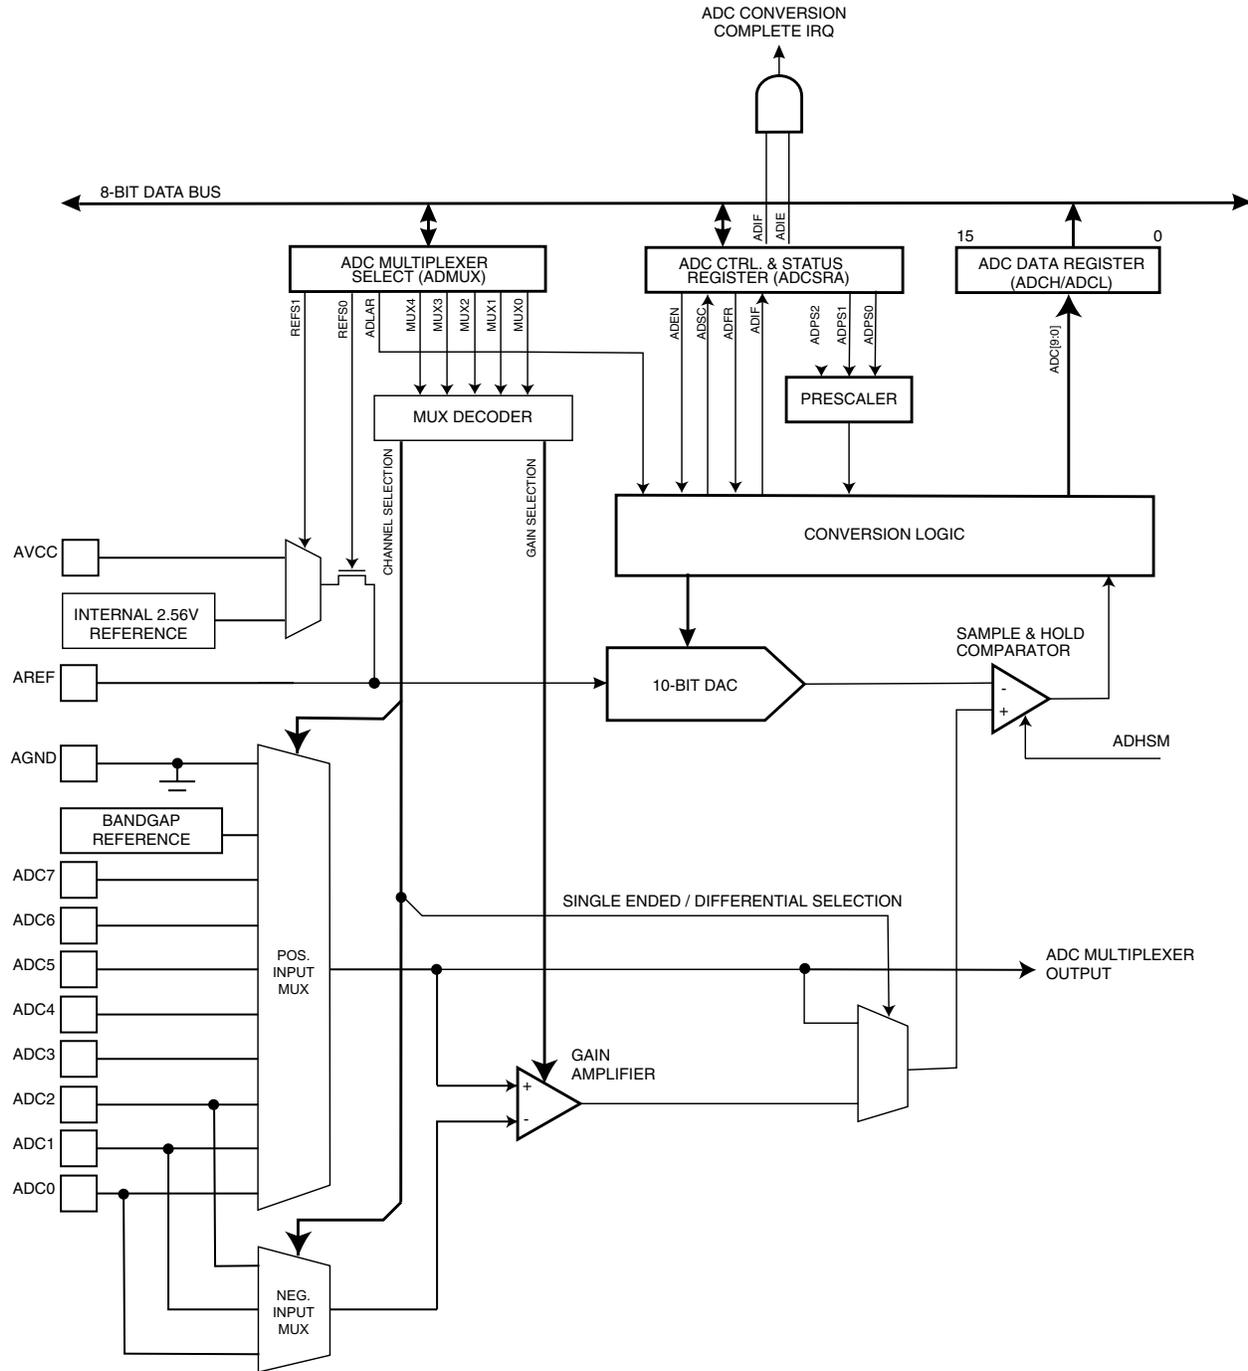 ADC CONVERSION
COMPLETE IRQ
8-BIT DATA BUS
ADIF
ADIE
15
0
ADC MULTIPLEXER
SELECT (ADMUX)
ADC CTRL. & STATUS
REGISTER (ADCSRA)
ADC DATA REGISTER
(ADCH/ADCL)
REFS1
REFS0
ADLAR
MUX4
MUX3
MUX2
MUX1
MUX0
ADEN
ADSC
ADFR
ADIF
ADPS2
ADPS1
ADPS0
ADC[9:0]
PRESCALER
MUX DECODER
CHANNEL SELECTION
GAIN SELECTION
CONVERSION LOGIC
AVCC
INTERNAL 2.56V
REFERENCE
SAMPLE & HOLD
COMPARATOR
AREF
10-BIT DAC
-
+
ADHSM
AGND
BANDGAP
REFERENCE
ADC7
SINGLE ENDED / DIFFERENTIAL SELECTION
ADC6
ADC5
POS.
INPUT
MUX
ADC MULTIPLEXER
OUTPUT
ADC4
ADC3
GAIN
AMPLIFIER
+
-
ADC2
ADC1
ADC0
NEG.
INPUT
MUX